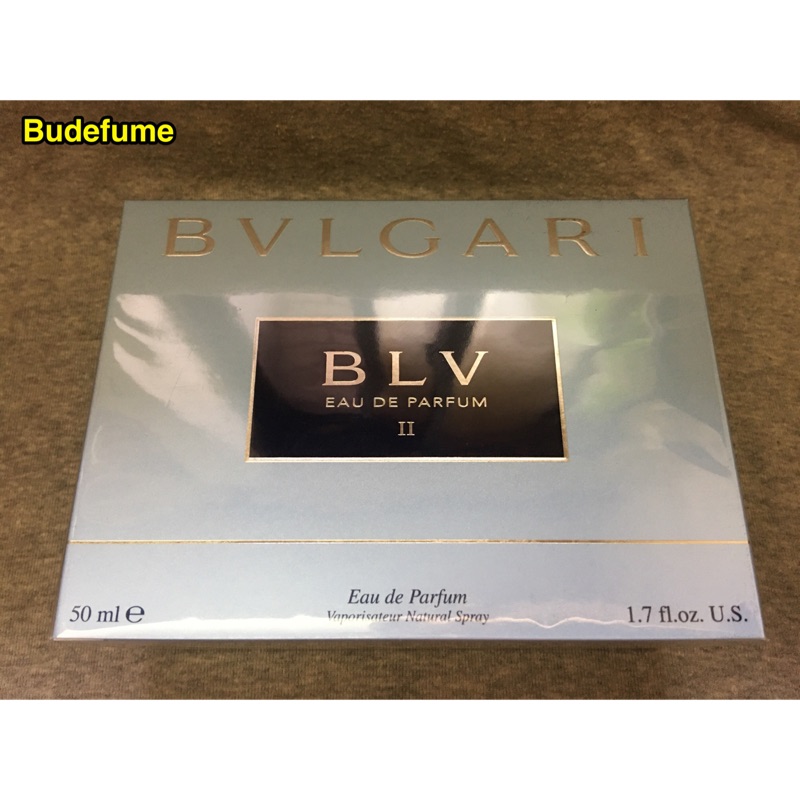 Budefume
BVLGARI
BLV
EAU DE PARFUM
II
Eau de Parfum
50 ml ℮
Vaporisateur Natural Spray
1.7 fl.oz. U.S.